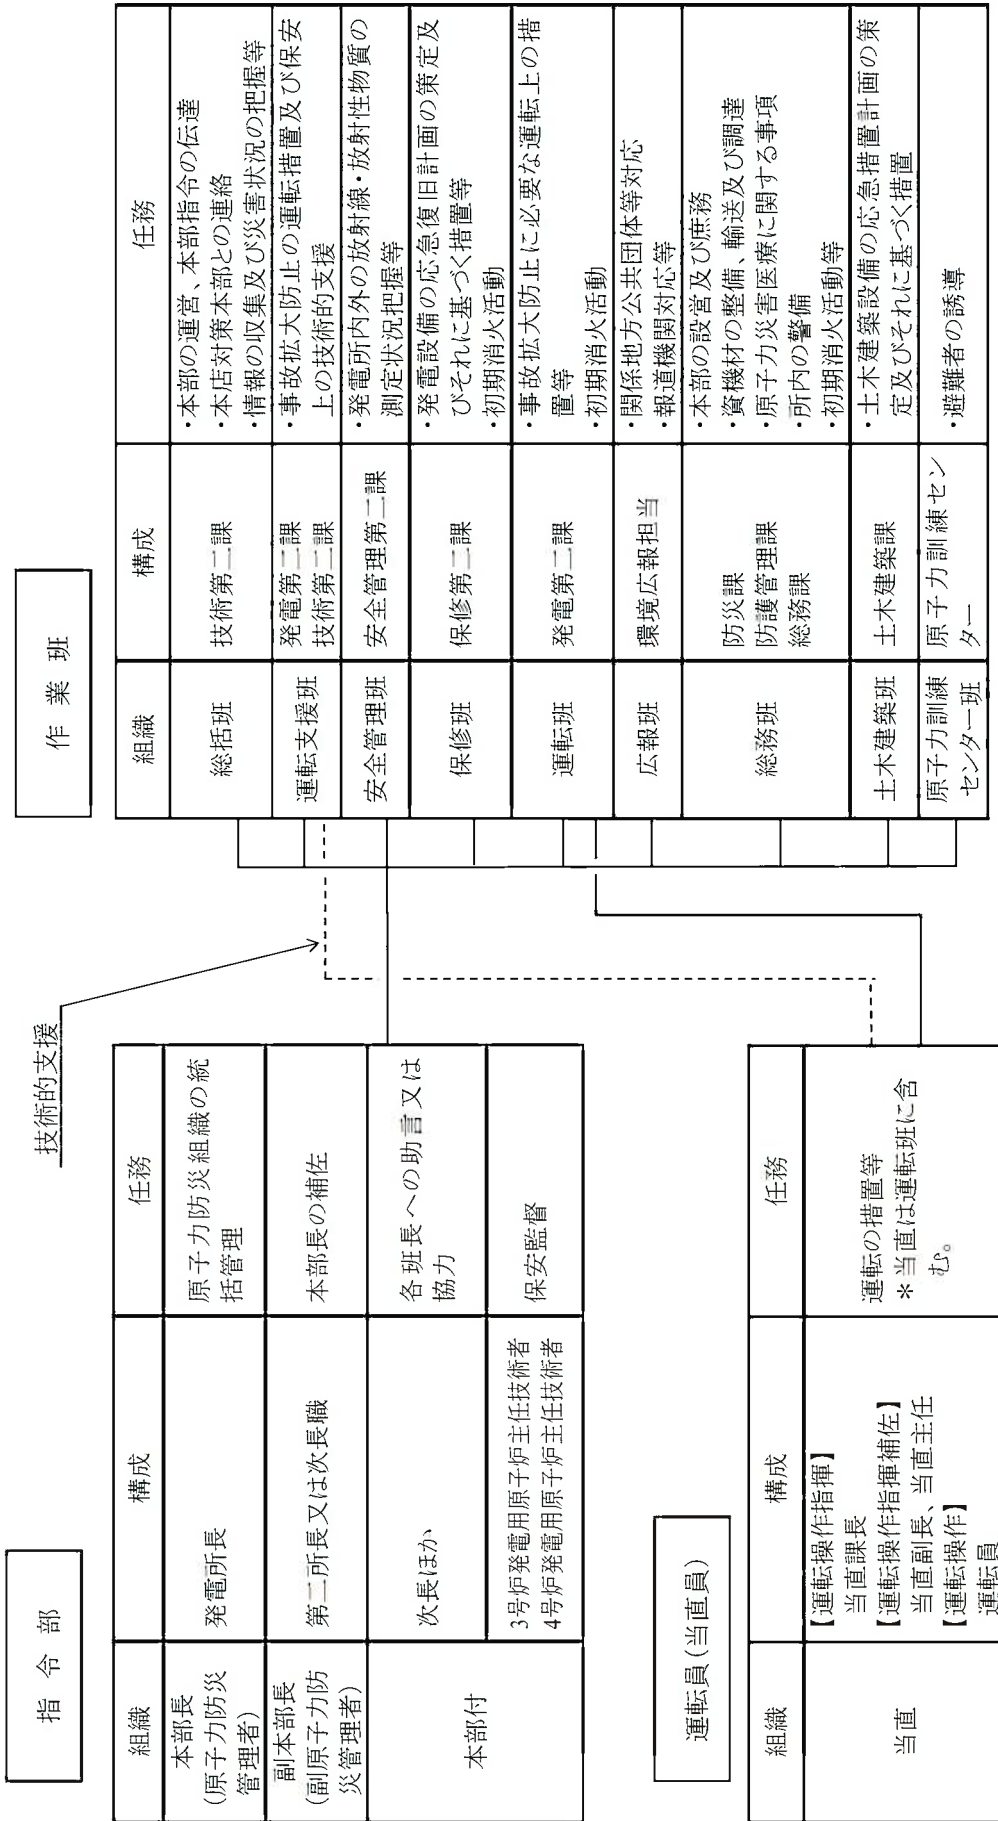 指 令 部
組織
構成
任務
本部長
(原子力防災
管理者)
発電所長
原子力防災組織の統
括管理
副本部長
(副原子力防
災管理者)
第二所長又は次長職
本部長の補佐
本部付
次長ほか
各班長への助言又は
協力
3号炉発電用原子炉主任技術者
4号炉発電用原子炉主任技術者
保安監督
運転員(当直員)
組織
構成
任務
当直
【運転操作指揮】
当直課長
【運転操作指揮補佐】
当直副長、当直主任
【運転操作】
運転員
運転の措置等
＊当直は運転班に含
む。
技術的支援
作 業 班
組織
構成
任務
総括班
技術第二課
・本部の運営、本部指令の伝達
・本店対策本部との連絡
・情報の収集及び災害状況の把握等
運転支援班
発電第二課
技術第二課
・事故拡大防止の運転措置及び保安
上の技術的支援
安全管理班
安全管理第二課
・発電所内外の放射線・放射性物質の
測定状況把握等
保修班
保修第二課
・発電設備の応急復旧計画の策定及
びそれに基づく措置等
・初期消火活動
運転班
発電第二課
・事故拡大防止に必要な運転上の措
置等
・初期消火活動
広報班
環境広報担当
・関係地方公共団体等対応
・報道機関対応等
総務班
防災課
防護管理課
総務課
・本部の設営及び庶務
・資機材の整備、輸送及び調達
・原子力災害医療に関する事項
・所内の警備
・初期消火活動等
土木建築班
土木建築課
・土木建築設備の応急措置計画の策
定及びそれに基づく措置
原子力訓練
センター班
原子力訓練セン
ター
・避難者の誘導